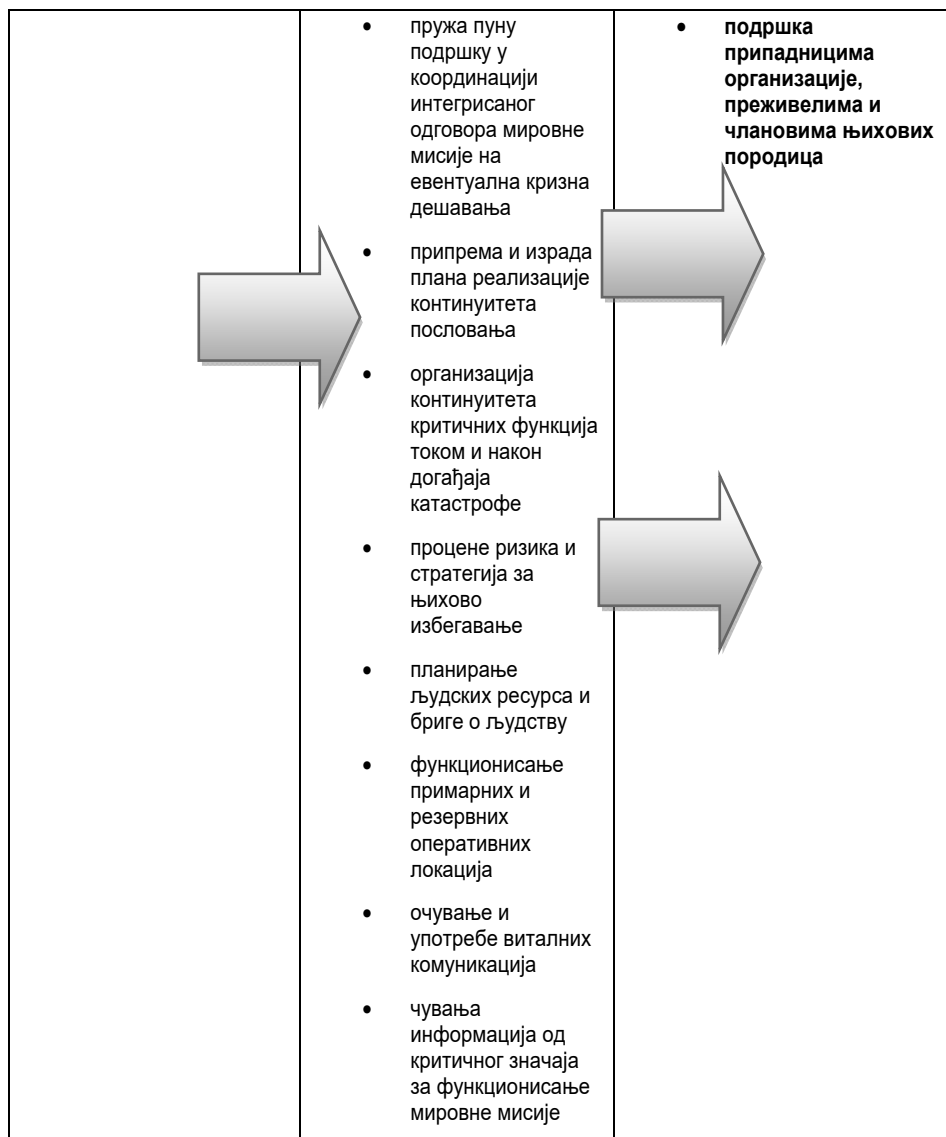 • пружа пуну
подршку у
координацији
интегрисаног
одговора мировне
мисије на
евентуална кризна
дешавања
• припрема и израда
плана реализације
континуитета
пословања
• организација
континуитета
критичних функција
током и након
догађаја
катастрофе
• процене ризика и
стратегија за
њихово
избегавање
• планирање
људских ресурса и
бриге о људству
• функционисање
примарних и
резервних
оперативних
локација
• очување и
употребе виталних
комуникација
• чувања
информација од
критичног значаја
за функционисање
мировне мисије
• подршка
припадницима
организације,
преживелима и
члановима њихових
породица